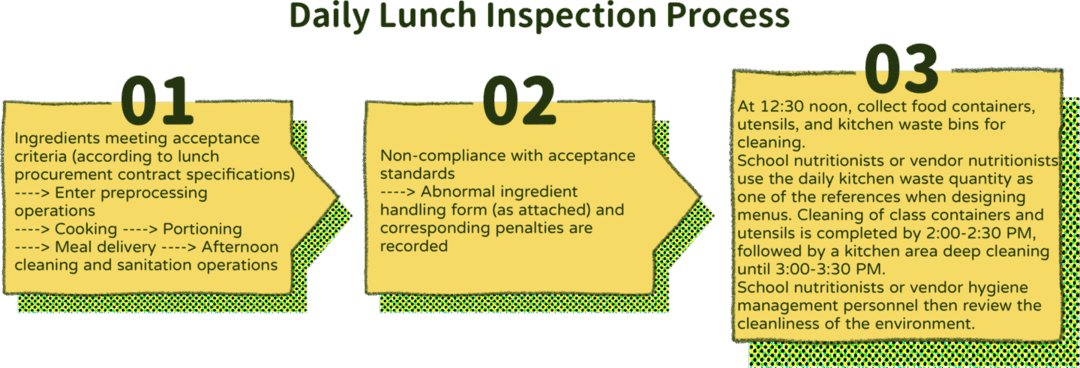 Daily Lunch Inspection Process
01
Ingredients meeting acceptance
criteria (according to lunch
procurement contract specifications)
----> Enter preprocessing
operations
----> Cooking ----> Portioning
----> Meal delivery ----> Afternoon
cleaning and sanitation operations
02
Non-compliance with acceptance
standards
----> Abnormal ingredient
handling form (as attached) and
corresponding penalties are
recorded
03
At 12:30 noon, collect food containers,
utensils, and kitchen waste bins for
cleaning.
School nutritionists or vendor nutritionists
use the daily kitchen waste quantity as
one of the references when designing
menus. Cleaning of class containers and
utensils is completed by 2:00-2:30 PM,
followed by a kitchen area deep cleaning
until 3:00-3:30 PM.
School nutritionists or vendor hygiene
management personnel then review the
cleanliness of the environment.